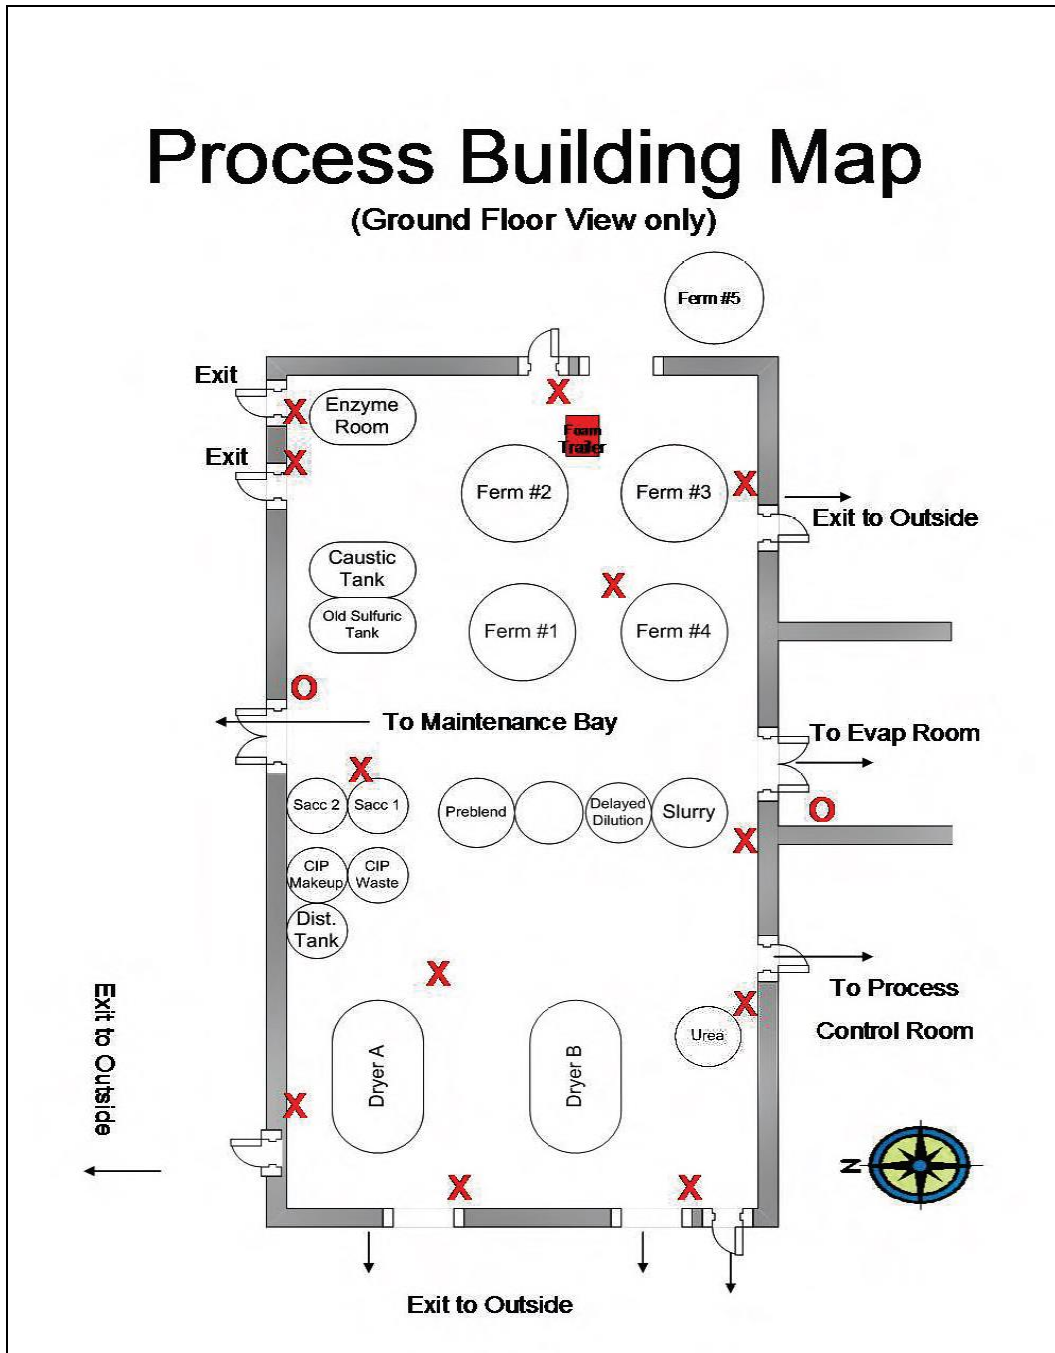 Process Building Map
(Ground Floor View only)
Ferm #5
Exit
X
X
Enzyme
Room
Foam
Trailer
Exit
X
Ferm #2
Ferm #3
X
Exit to Outside
Caustic
Tank
X
Old Sulfuric
Tank
Ferm #1
Ferm #4
O
To Maintenance Bay
To Evap Room
X
Sacc 2
Sacc 1
Preblend
Delayed
Dilution
Slurry
O
X
CIP
Makeup
CIP
Waste
Dist.
Tank
X
To Process
Control Room
X
Urea
Exit to Outside
Dryer A
Dryer B
X
N
X
X
Exit to Outside